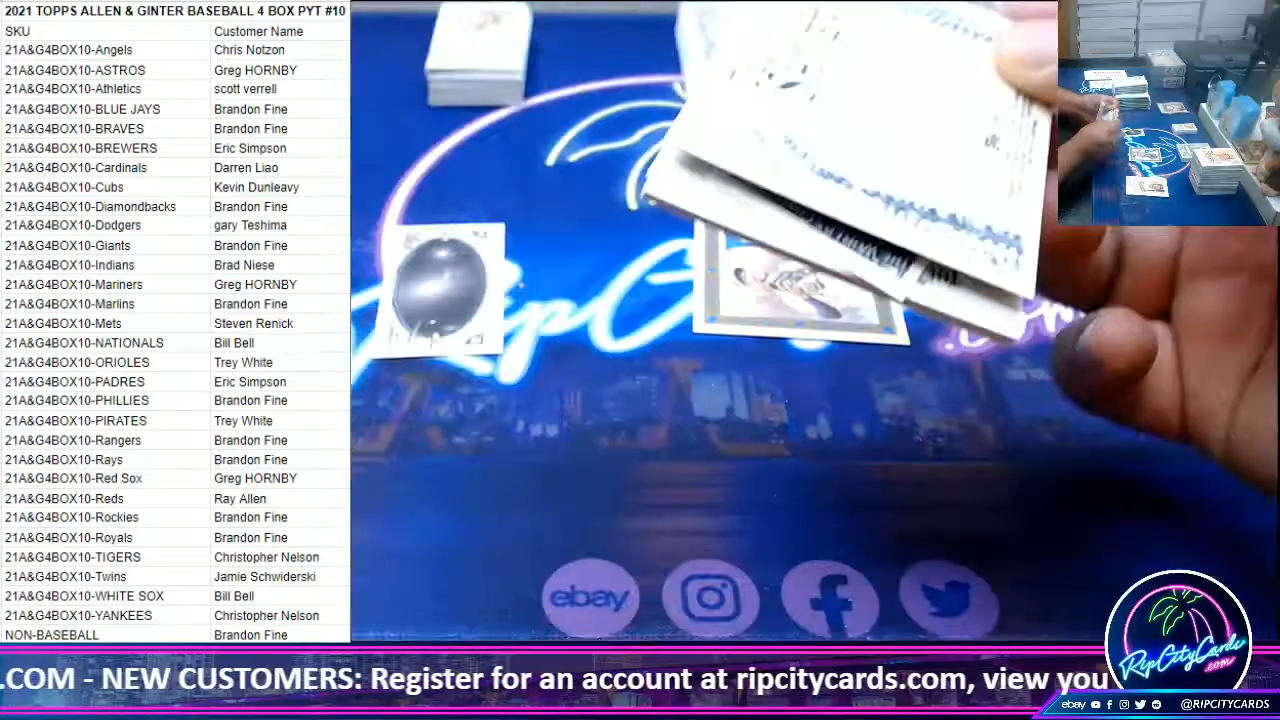 2021 TOPPS ALLEN & GINTER BASEBALL 4 BOX PYT #10
SKU Customer Name
21A&G4BOX10-Angels Chris Notzon
21A&G4BOX10-ASTROS Greg HORNBY
21A&G4BOX10-Athletics scott verrell
21A&G4BOX10-BLUE JAYS Brandon Fine
21A&G4BOX10-BRAVES Brandon Fine
21A&G4BOX10-BREWERS Eric Simpson
21A&G4BOX10-Cardinals Darren Liao
21A&G4BOX10-Cubs Kevin Dunleavy
21A&G4BOX10-Diamondbacks Brandon Fine
21A&G4BOX10-Dodgers gary Teshima
21A&G4BOX10-Giants Brandon Fine
21A&G4BOX10-Indians Brad Niese
21A&G4BOX10-Mariners Greg HORNBY
21A&G4BOX10-Marlins Brandon Fine
21A&G4BOX10-Mets Steven Renick
21A&G4BOX10-NATIONALS Bill Bell
21A&G4BOX10-ORIOLES Trey White
21A&G4BOX10-PADRES Eric Simpson
21A&G4BOX10-PHILLIES Brandon Fine
21A&G4BOX10-PIRATES Trey White
21A&G4BOX10-Rangers Brandon Fine
21A&G4BOX10-Rays Brandon Fine
21A&G4BOX10-Red Sox Greg HORNBY
21A&G4BOX10-Reds Ray Allen
21A&G4BOX10-Rockies Brandon Fine
21A&G4BOX10-Royals Brandon Fine
21A&G4BOX10-TIGERS Christopher Nelson
21A&G4BOX10-Twins Jamie Schwiderski
21A&G4BOX10-WHITE SOX Bill Bell
21A&G4BOX10-YANKEES Christopher Nelson
NON-BASEBALL Brandon Fine
RipC
.com
ebay
.COM - NEW CUSTOMERS: Register for an account at ripcitycards.com, view you
RipCityCards
.com
ebay @RIPCITYCARDS